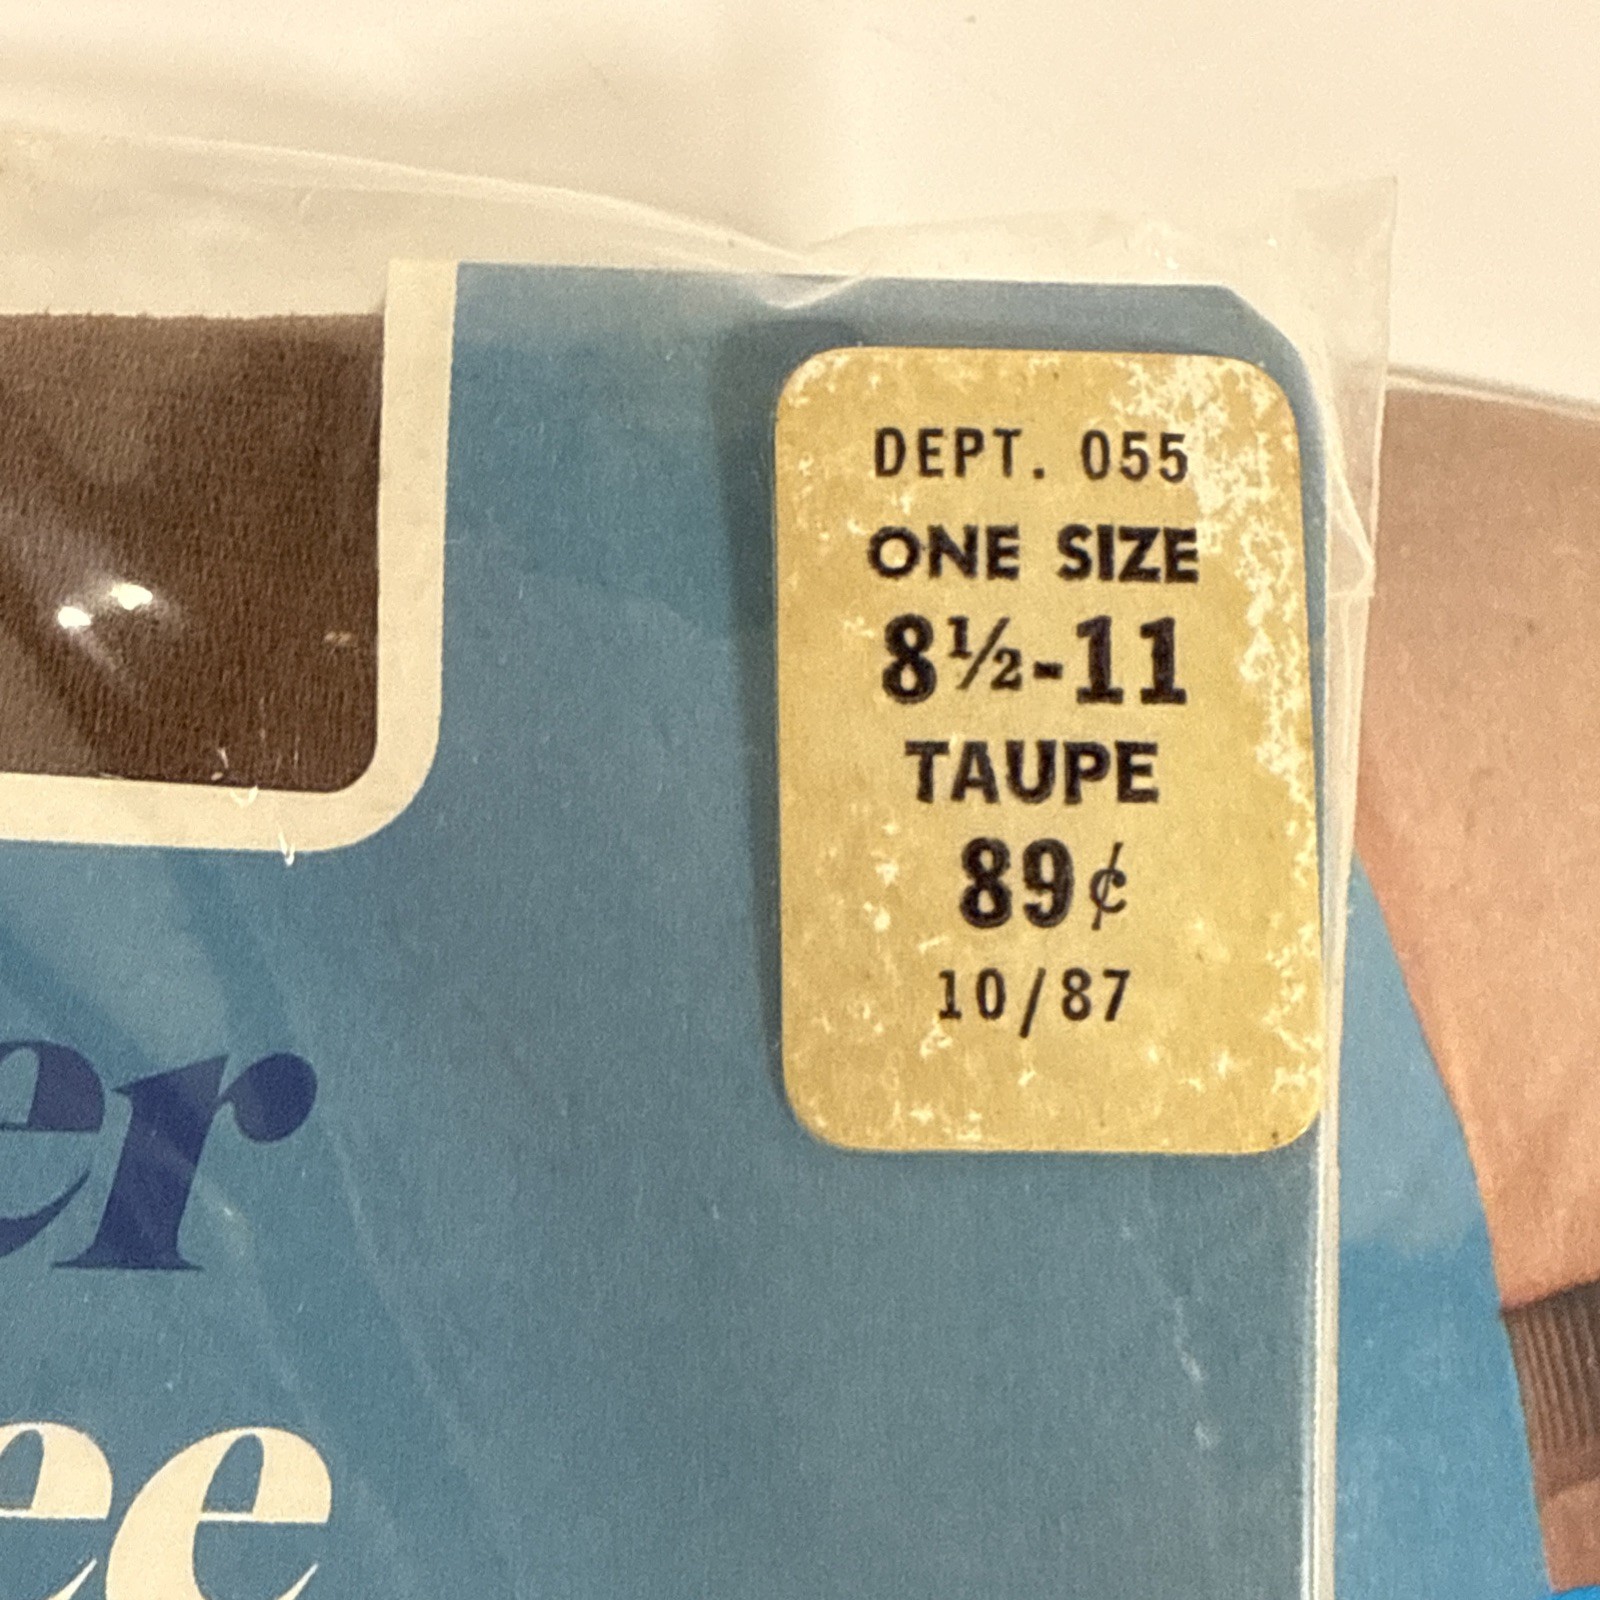 DEPT. 055
ONE SIZE
8½-11
TAUPE
89¢
10/87
er
ee